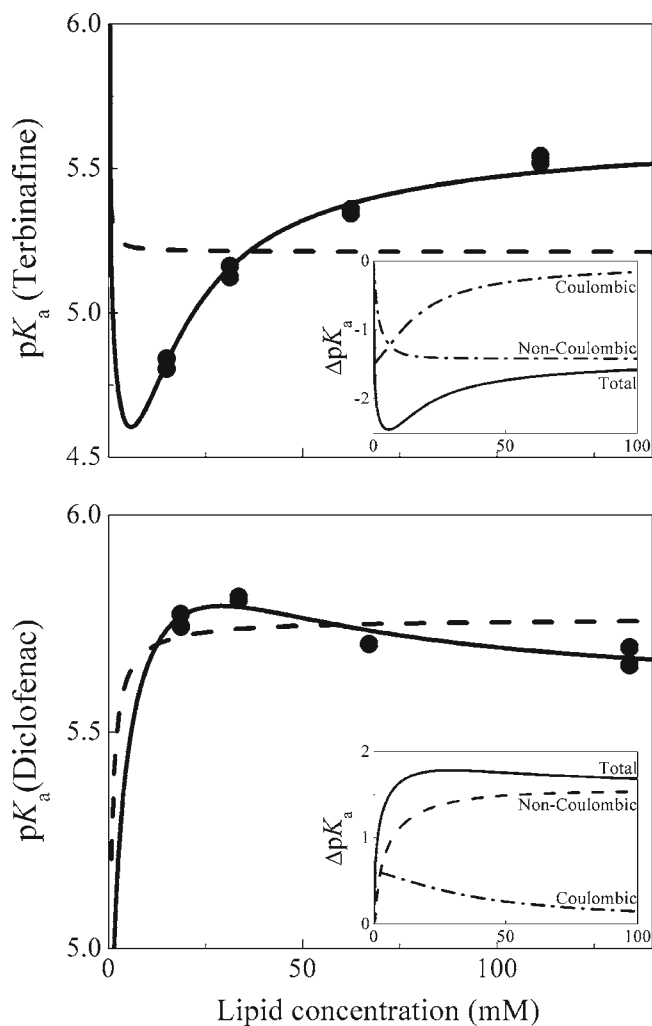 6.0
5.5
5.0
4.5
pKa (Terbinafine)
0
-1
-2
ΔpKa
Coulombic
Non-Coulombic
Total
0 50 100
6.0
5.5
5.0
pKa (Diclofenac)
2
1
0
ΔpKa
Total
Non-Coulombic
Coulombic
0 50 100
0 50 100
Lipid concentration (mM)